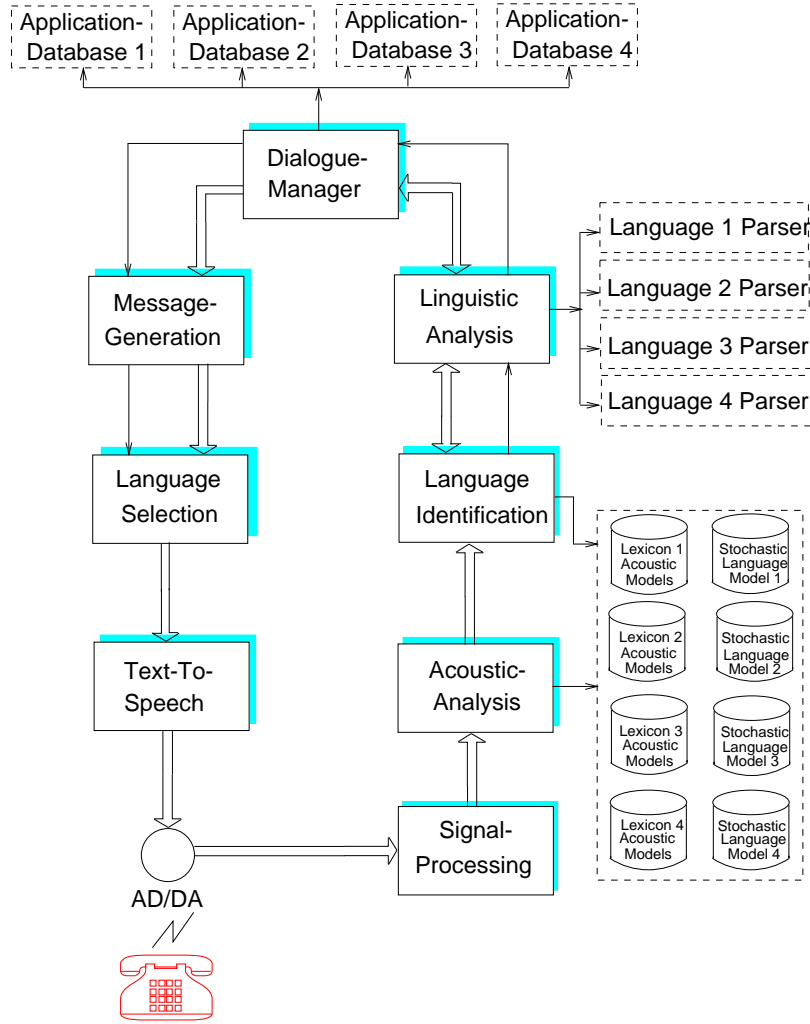 Application-
Database 1
Application-
Database 2
Application-
Database 3
Application-
Database 4
Dialogue-
Manager
Message-
Generation
Linguistic
Analysis
Language 1 Parser
Language 2 Parser
Language 3 Parser
Language 4 Parser
Language
Selection
Language
Identification
Lexicon 1
Acoustic
Models
Stochastic
Language
Model 1
Lexicon 2
Acoustic
Models
Stochastic
Language
Model 2
Text-To-
Speech
Acoustic-
Analysis
Lexicon 3
Acoustic
Models
Stochastic
Language
Model 3
Signal-
Processing
Lexicon 4
Acoustic
Models
Stochastic
Language
Model 4
AD/DA